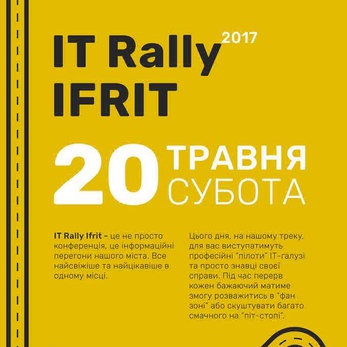 IT Rally 2017
IFRIT
20 ТРАВНЯ
СУБОТА
IT Rally Ifrit – це не просто
конференція, це інформаційні
перегони нашого міста. Все
найсвіжіше та найцікавіше в
одному місці.
Цього дня, на нашому треку,
для вас виступатимуть
професійні "пілоти" ІТ-галузі
та просто знавці своєї
справи. Під час перерв
кожен бажаючий матиме
змогу розважитись в "фан
зоні" або скуштувати багато
смачного на "піт-стопі".